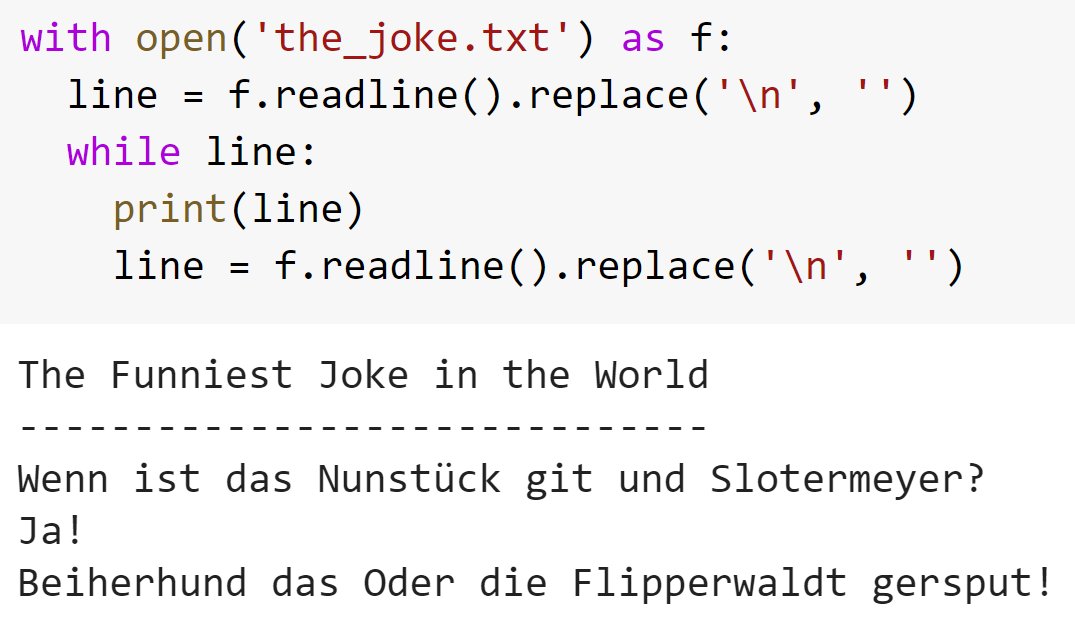 with open('the_joke.txt') as f:
  line = f.readline().replace('\n', '')
  while line:
    print(line)
    line = f.readline().replace('\n', '')
The Funniest Joke in the World
------------------------------
Wenn ist das Nunstück git und Slotermeyer?
Ja!
Beiherhund das Oder die Flipperwaldt gersput!